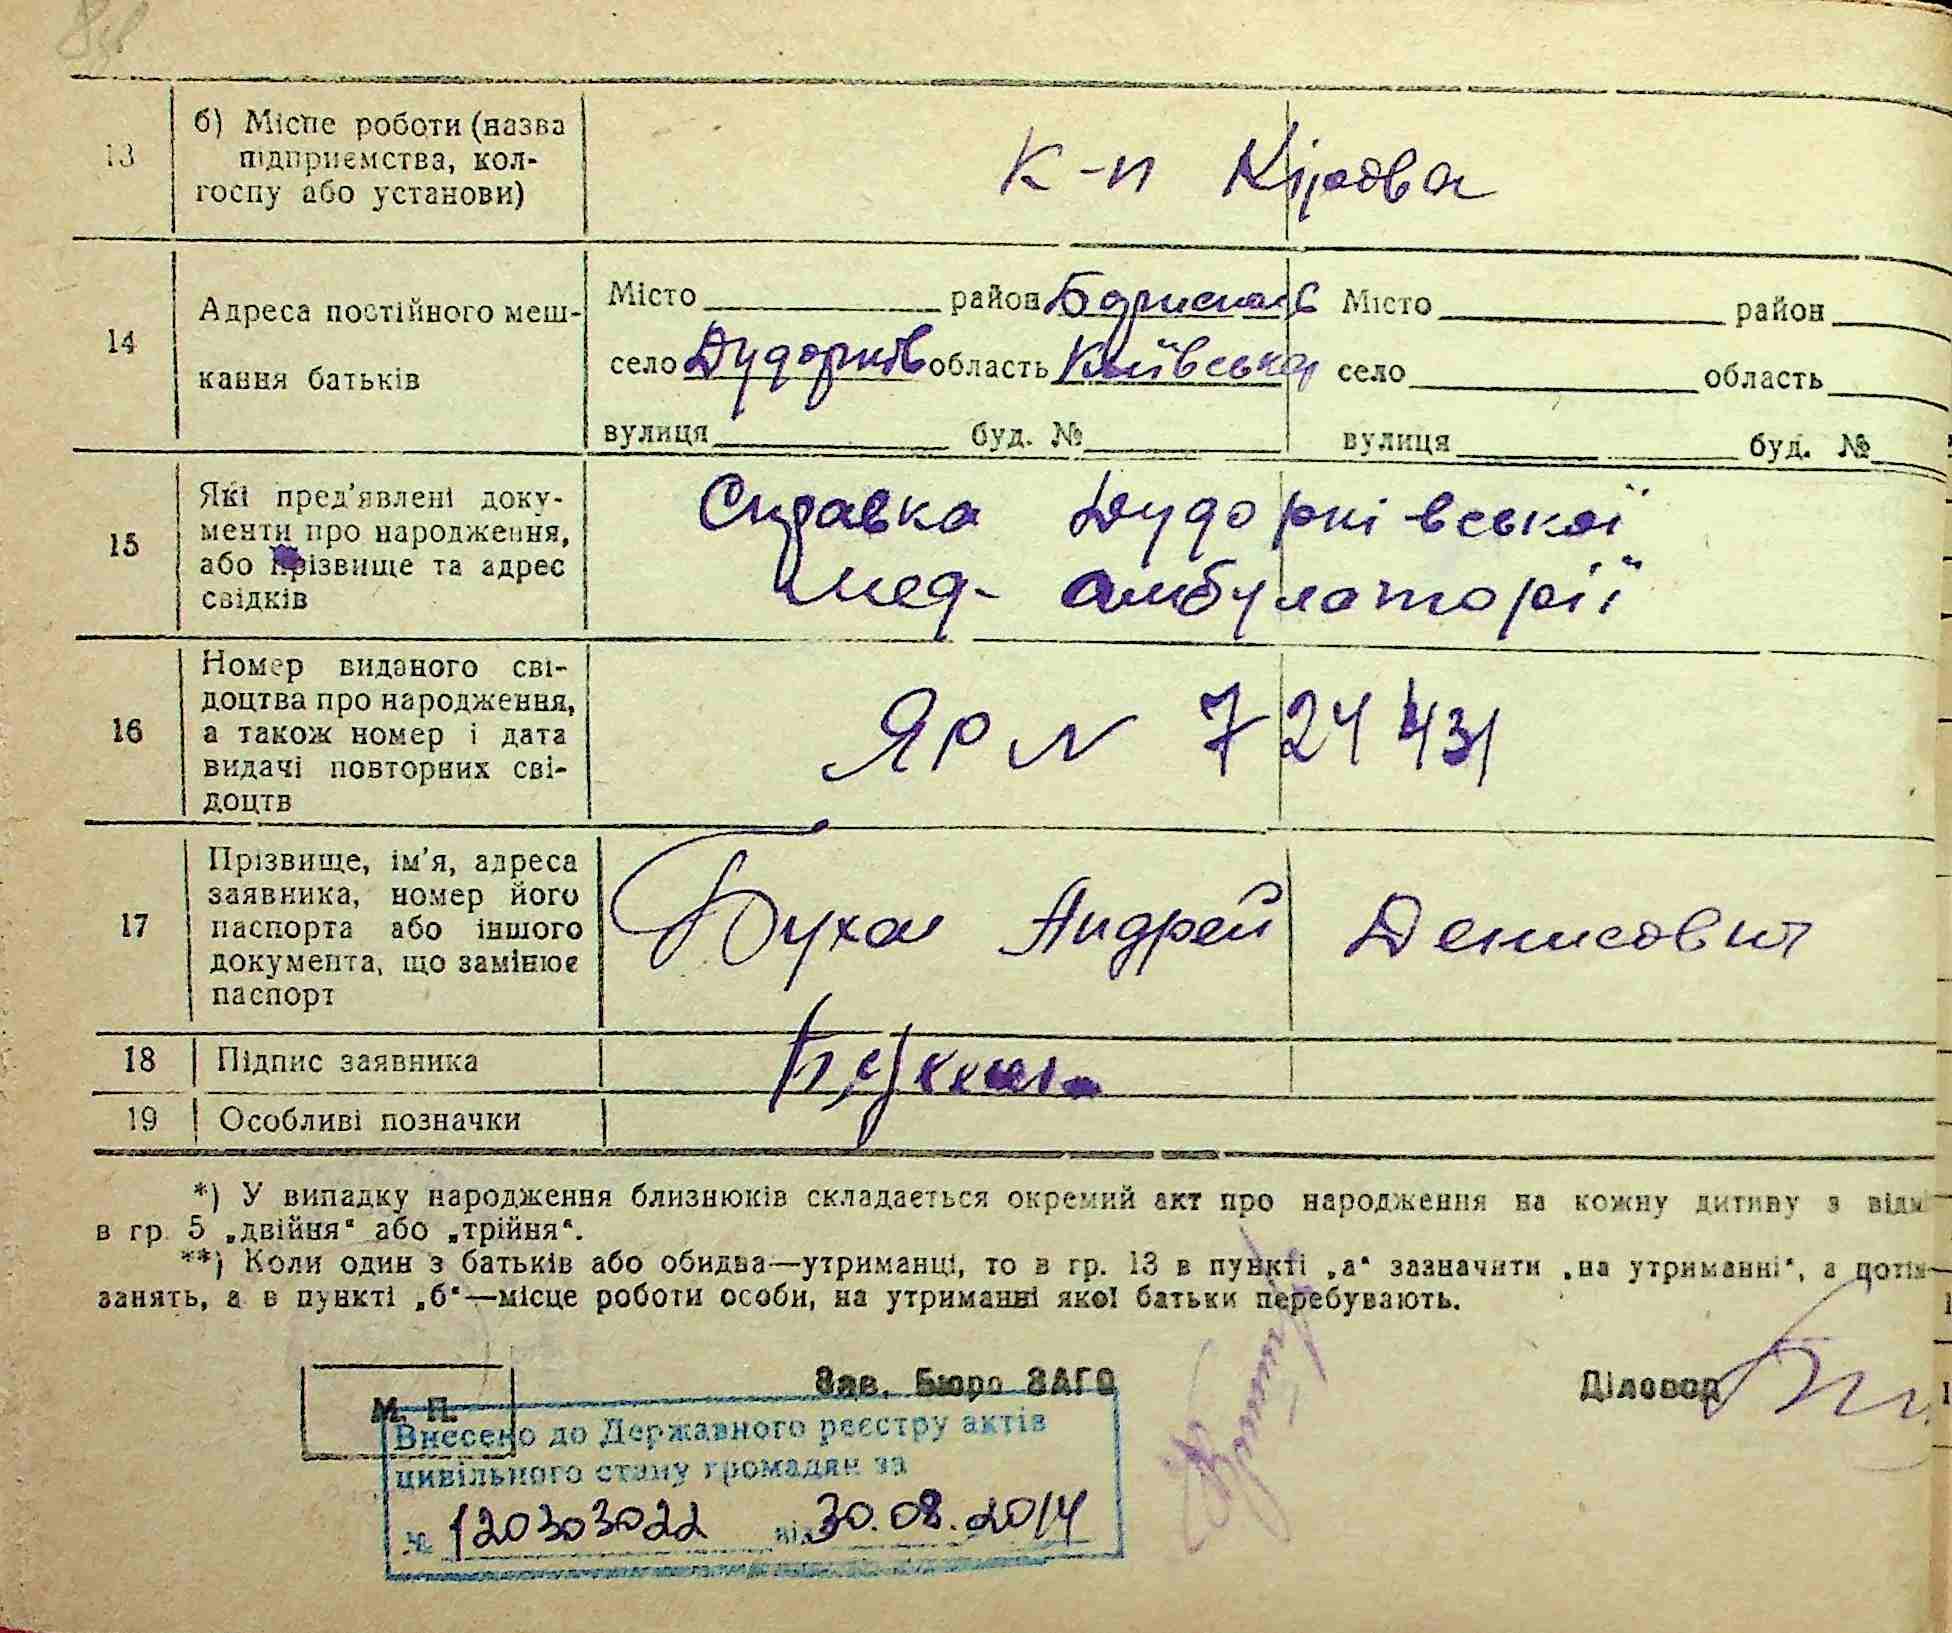 13
б) Місце роботи (назва
підприємства, кол-
госпу або установи)
к-п Кірова
14
Адреса постійного меш-
кання батьків
Місто район Бориспіль Місто район
село Дударків область Київська село область
вулиця буд. № вулиця буд. №
15
Які пред'явлені доку-
менти про народження,
або прізвище та адрес
свідків
Справка Дударківської
мед- амбулаторії
16
Номер виданого сві-
доцтва про народження,
а також номер і дата
видачі повторних сві-
доцтв
ЯР N 724431
17
Прізвище, ім'я, адреса
заявника, номер його
паспорта або іншого
документа, що замінює
паспорт
Бухал Андрей Денисович
18 Підпис заявника
19 Особливі позначки
*) У випадку народження близнюків складається окремий акт про народження на кожну дитину з відм
в гр. 5 „двійня" або „трійня".
**) Коли один з батьків або обидва—утриманці, то в гр. 13 в пункті „а" зазначити „на утриманні", а потім
занять, а в пункті „б"—місце роботи особи, на утриманні якої батьки перебувають.
Зав. Бюро ЗАГС
Діловод
М. П.
Внесено до Державного реєстру актів
цивільного стану громадян за
№ 120303022 від 30.08.2014